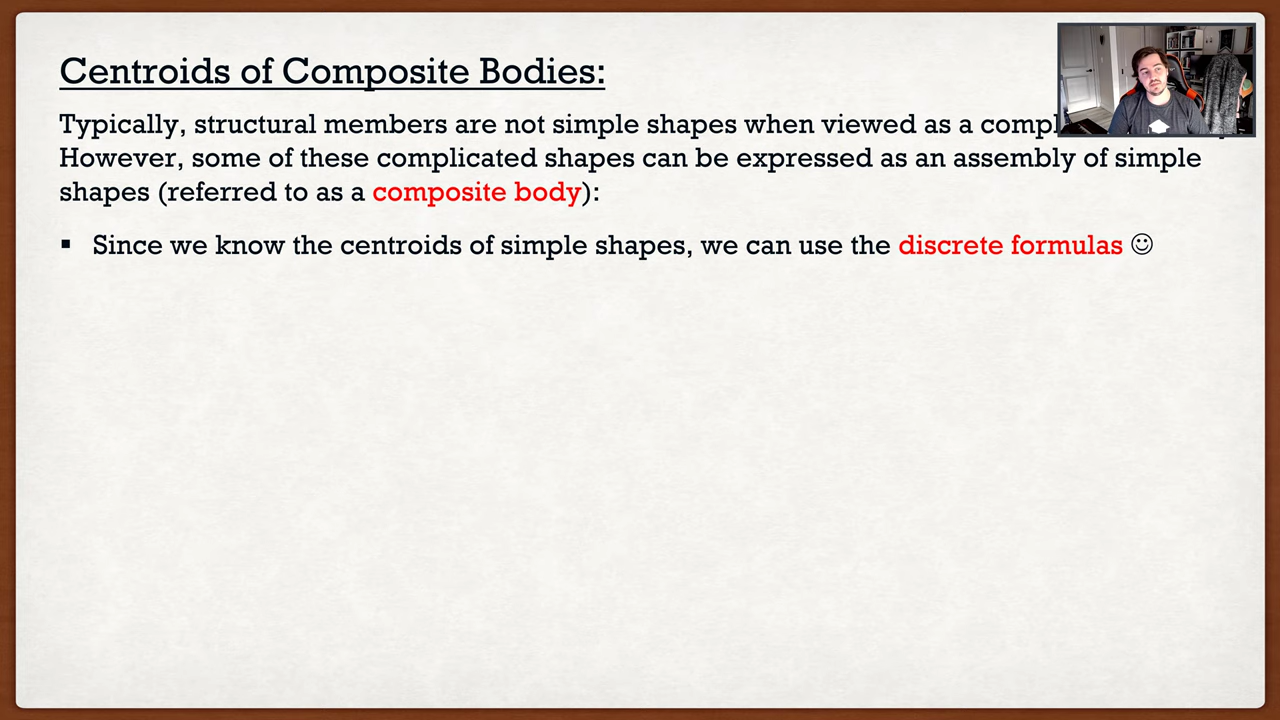 Centroids of Composite Bodies:
Typically, structural members are not simple shapes when viewed as a
However, some of these complicated shapes can be expressed as an assembly of simple
shapes (referred to as a composite body):
▪ Since we know the centroids of simple shapes, we can use the discrete formulas ☺